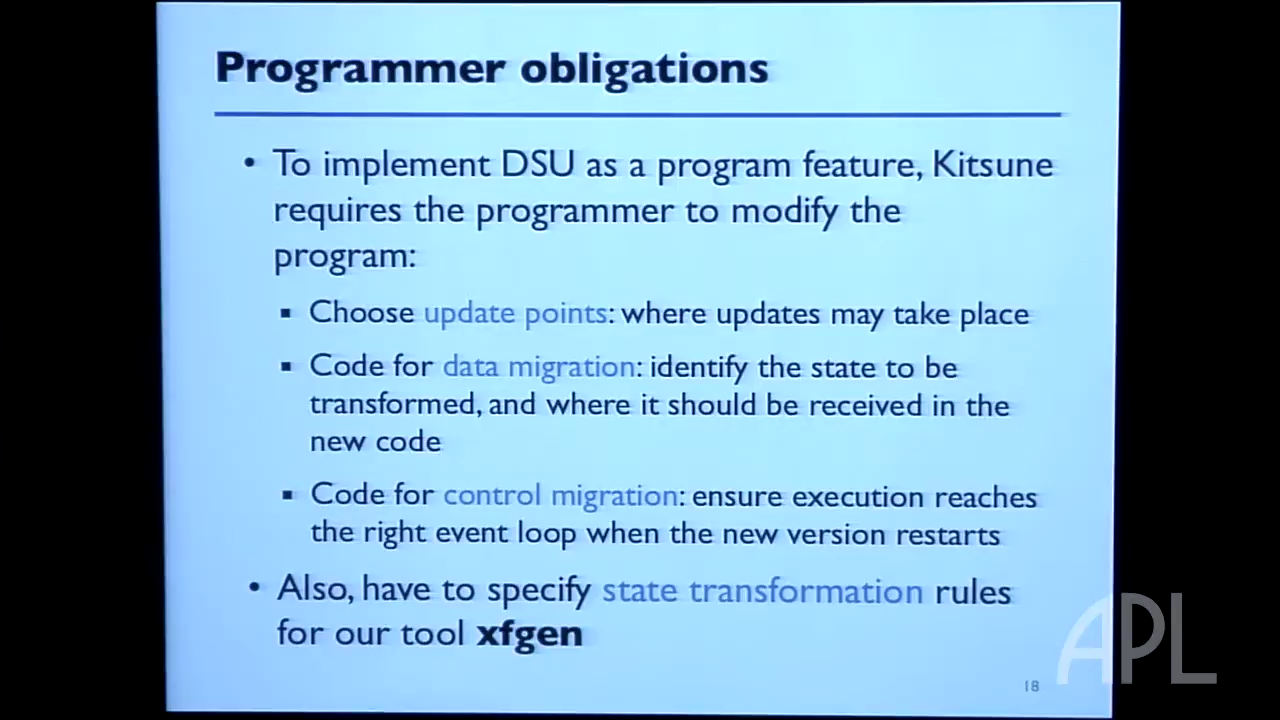 Programmer obligations
• To implement DSU as a program feature, Kitsune
requires the programmer to modify the
program:
▪ Choose update points: where updates may take place
▪ Code for data migration: identify the state to be
transformed, and where it should be received in the
new code
▪ Code for control migration: ensure execution reaches
the right event loop when the new version restarts
• Also, have to specify state transformation rules
for our tool xfgen
18
APL